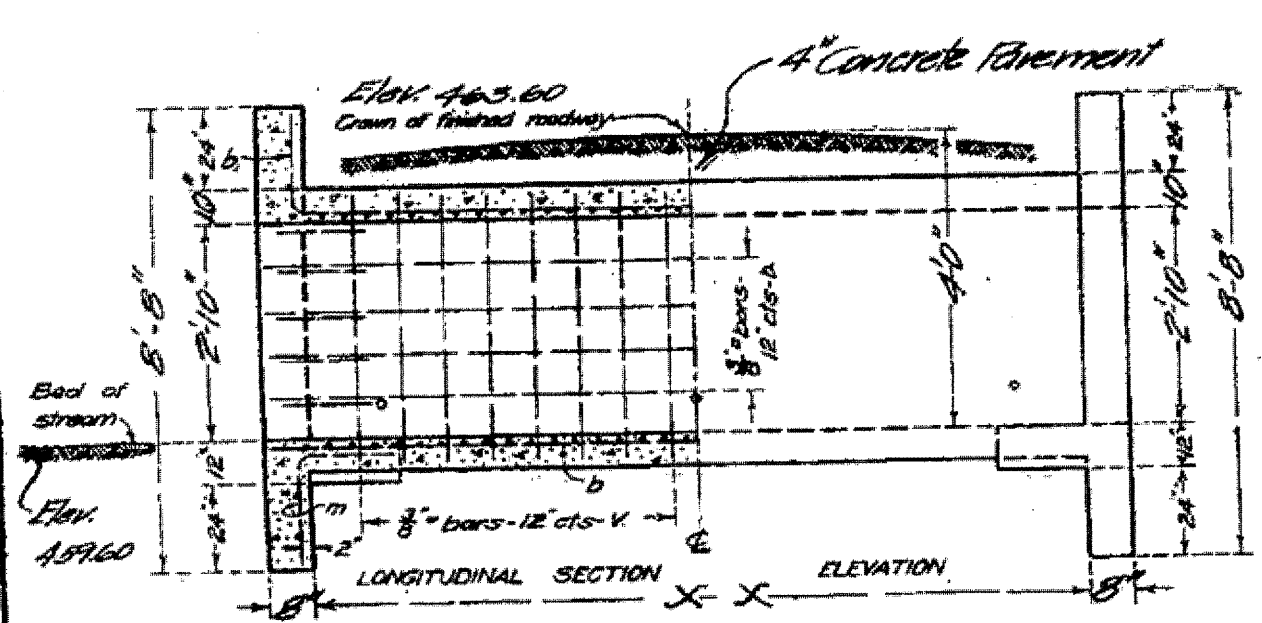 4" Concrete Pavement
Elev. 463.60
Crown of finished roadway
b
24"
10"
2'-10"
8'-8"
12"
24"
Bed of
stream
Elev.
459.60
3/8" bars-
12" cts-h
4'0"
24"
10"
2'-10"
8'-8"
12"
24"
b
m
3/8" bars-12" cts-V.
2"
℄
LONGITUDINAL SECTION
X-X
ELEVATION
8"
8"